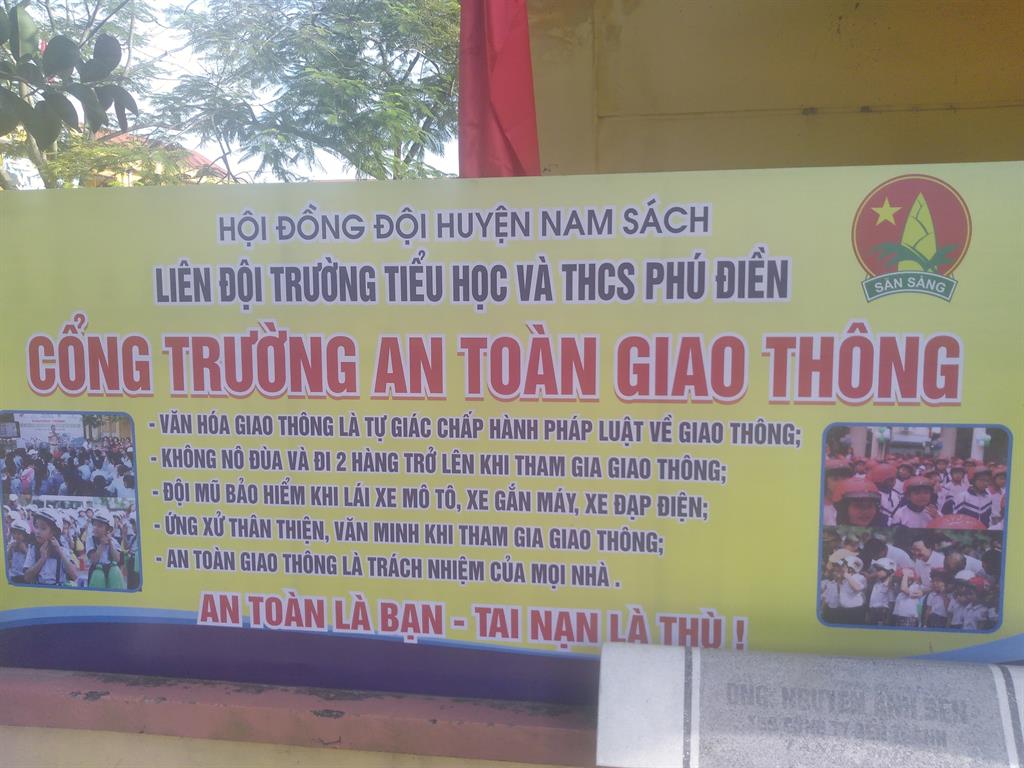 HỘI ĐỒNG ĐỘI HUYỆN NAM SÁCH
LIÊN ĐỘI TRƯỜNG TIỂU HỌC VÀ THCS PHÚ ĐIỀN
SẴN SÀNG
CỔNG TRƯỜNG AN TOÀN GIAO THÔNG
- VĂN HÓA GIAO THÔNG LÀ TỰ GIÁC CHẤP HÀNH PHÁP LUẬT VỀ GIAO THÔNG;
- KHÔNG NÔ ĐÙA VÀ ĐI 2 HÀNG TRỞ LÊN KHI THAM GIA GIAO THÔNG;
- ĐỘI MŨ BẢO HIỂM KHI LÁI XE MÔ TÔ, XE GẮN MÁY, XE ĐẠP ĐIỆN;
- ỨNG XỬ THÂN THIỆN, VĂN MINH KHI THAM GIA GIAO THÔNG;
- AN TOÀN GIAO THÔNG LÀ TRÁCH NHIỆM CỦA MỌI NHÀ .
AN TOÀN LÀ BẠN - TAI NẠN LÀ THÙ !
ÔNG. NGUYỄN ANH